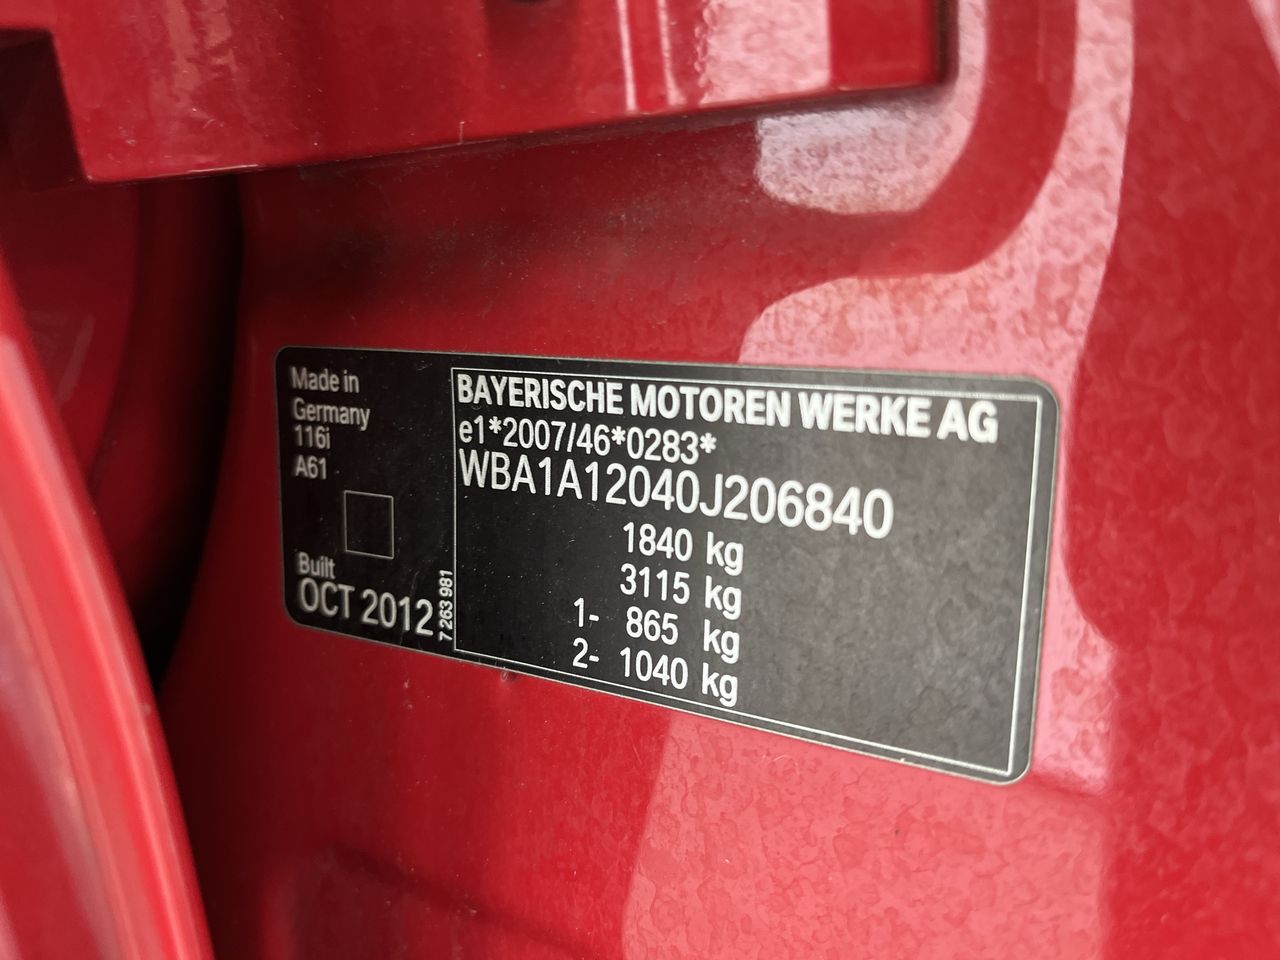 Made in
Germany
116i
A61
Built
OCT 2012
7 263 981
BAYERISCHE MOTOREN WERKE AG
e1*2007/46*0283*
WBA1A12040J206840
1840 kg
3115 kg
1- 865 kg
2- 1040 kg